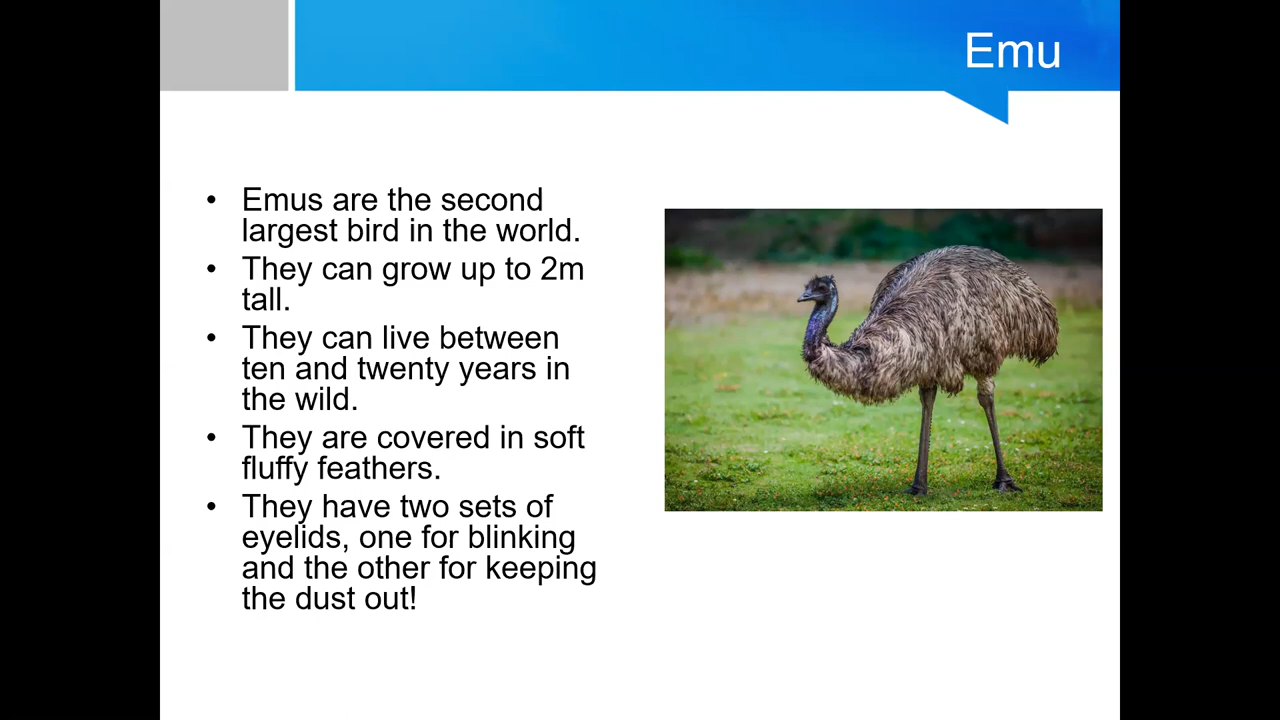 Emu
• Emus are the second
largest bird in the world.
• They can grow up to 2m
tall.
• They can live between
ten and twenty years in
the wild.
• They are covered in soft
fluffy feathers.
• They have two sets of
eyelids, one for blinking
and the other for keeping
the dust out!